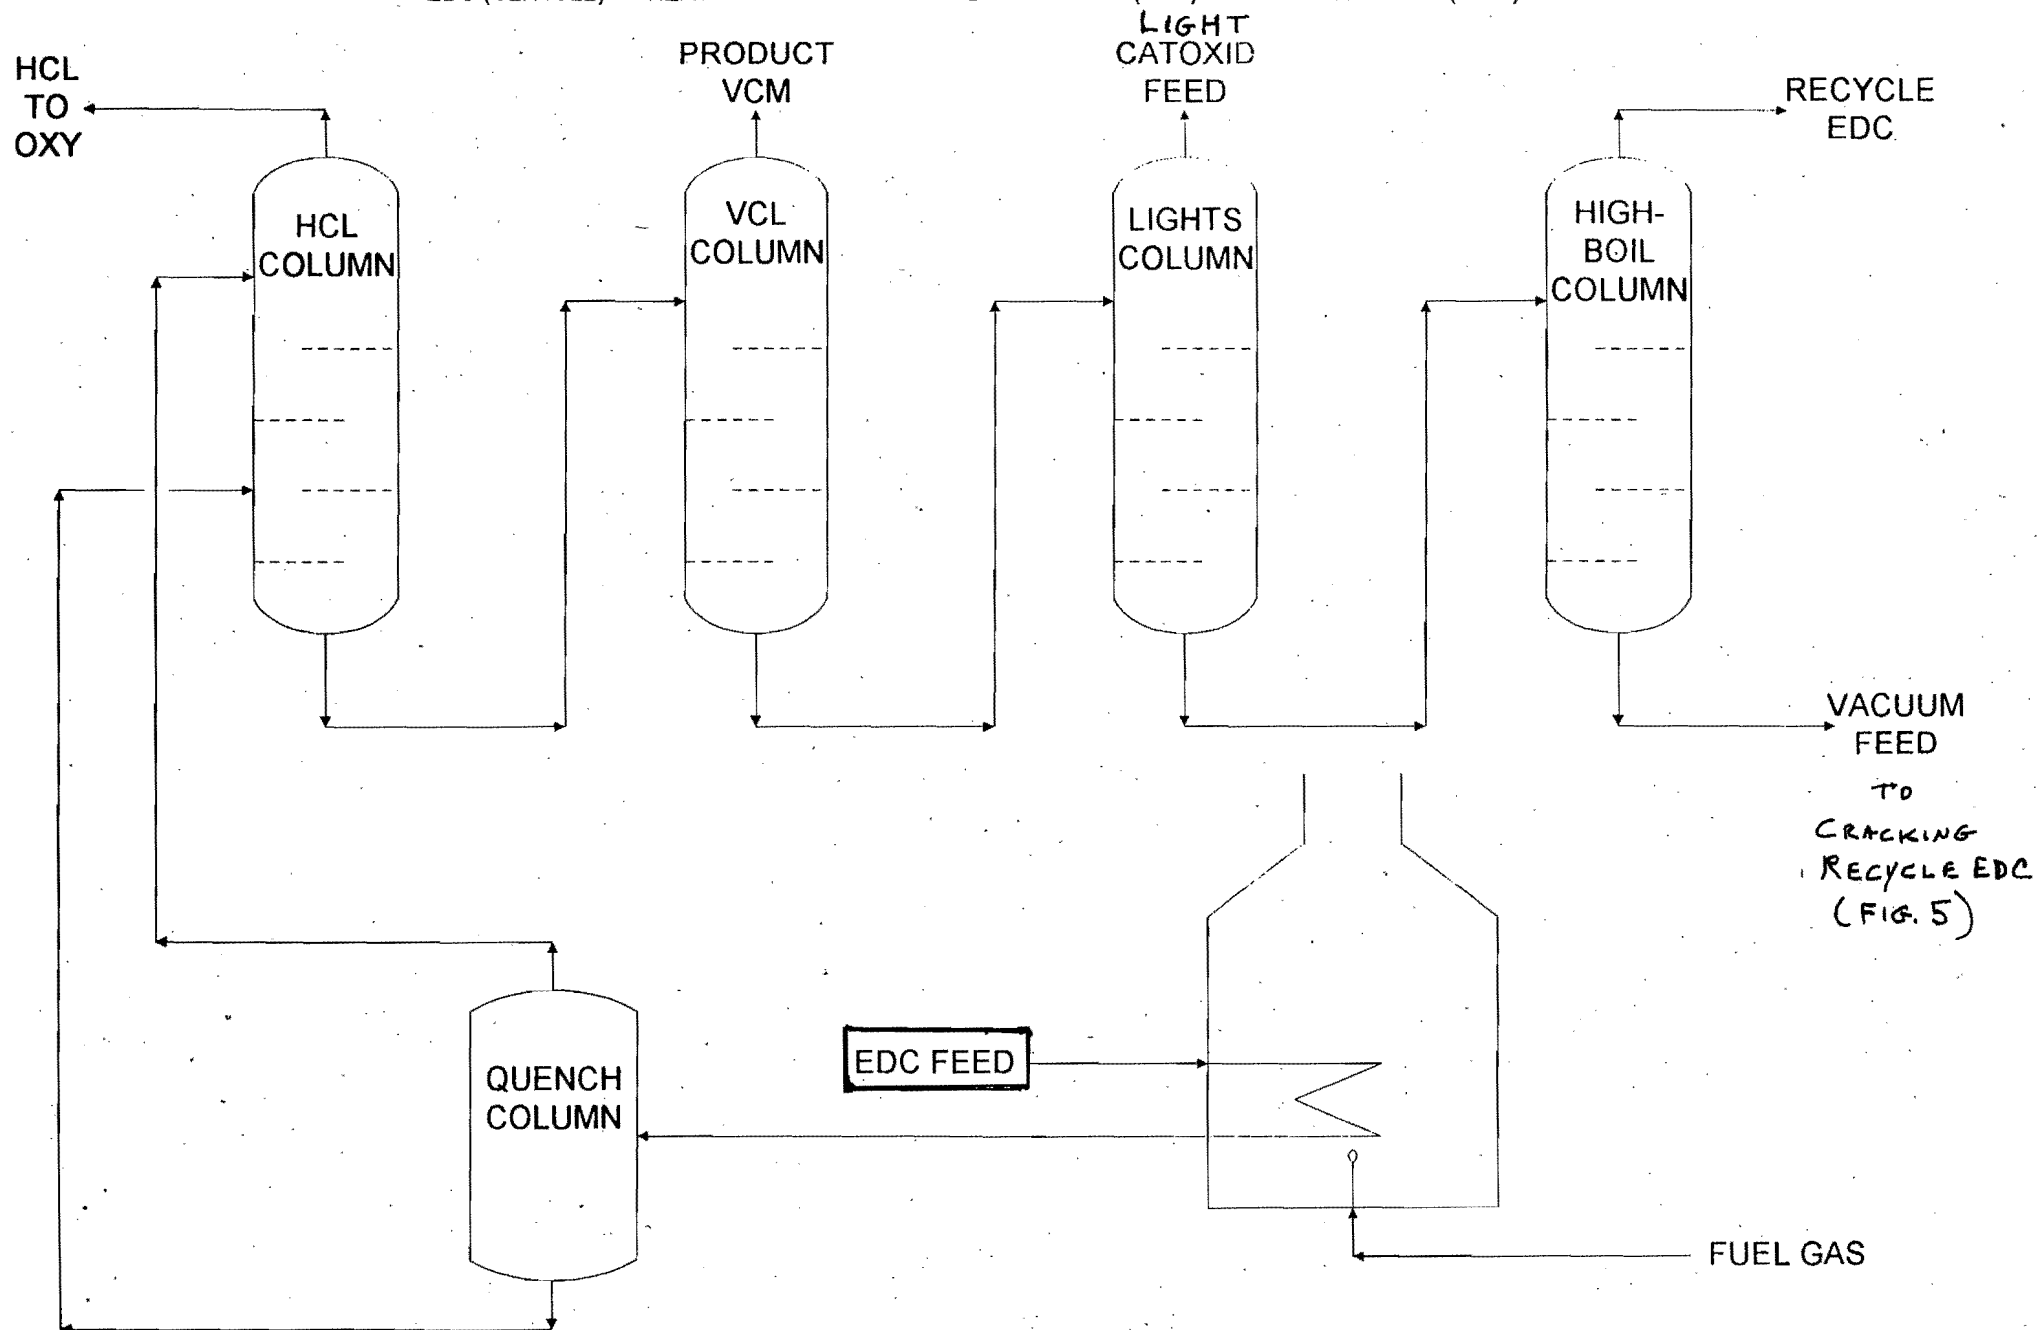 LIGHT
HCL
TO
OXY
PRODUCT
VCM
CATOXID
FEED
RECYCLE
EDC
HCL
COLUMN
VCL
COLUMN
LIGHTS
COLUMN
HIGH-
BOIL
COLUMN
VACUUM
FEED
TO
CRACKING
RECYCLE EDC
(FIG. 5)
EDC FEED
QUENCH
COLUMN
FUEL GAS